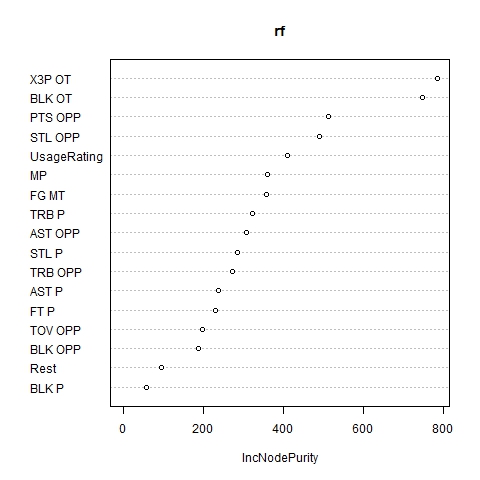 rf
X3P OT
BLK OT
PTS OPP
STL OPP
UsageRating
MP
FG MT
TRB P
AST OPP
STL P
TRB OPP
AST P
FT P
TOV OPP
BLK OPP
Rest
BLK P
0 200 400 600 800
IncNodePurity